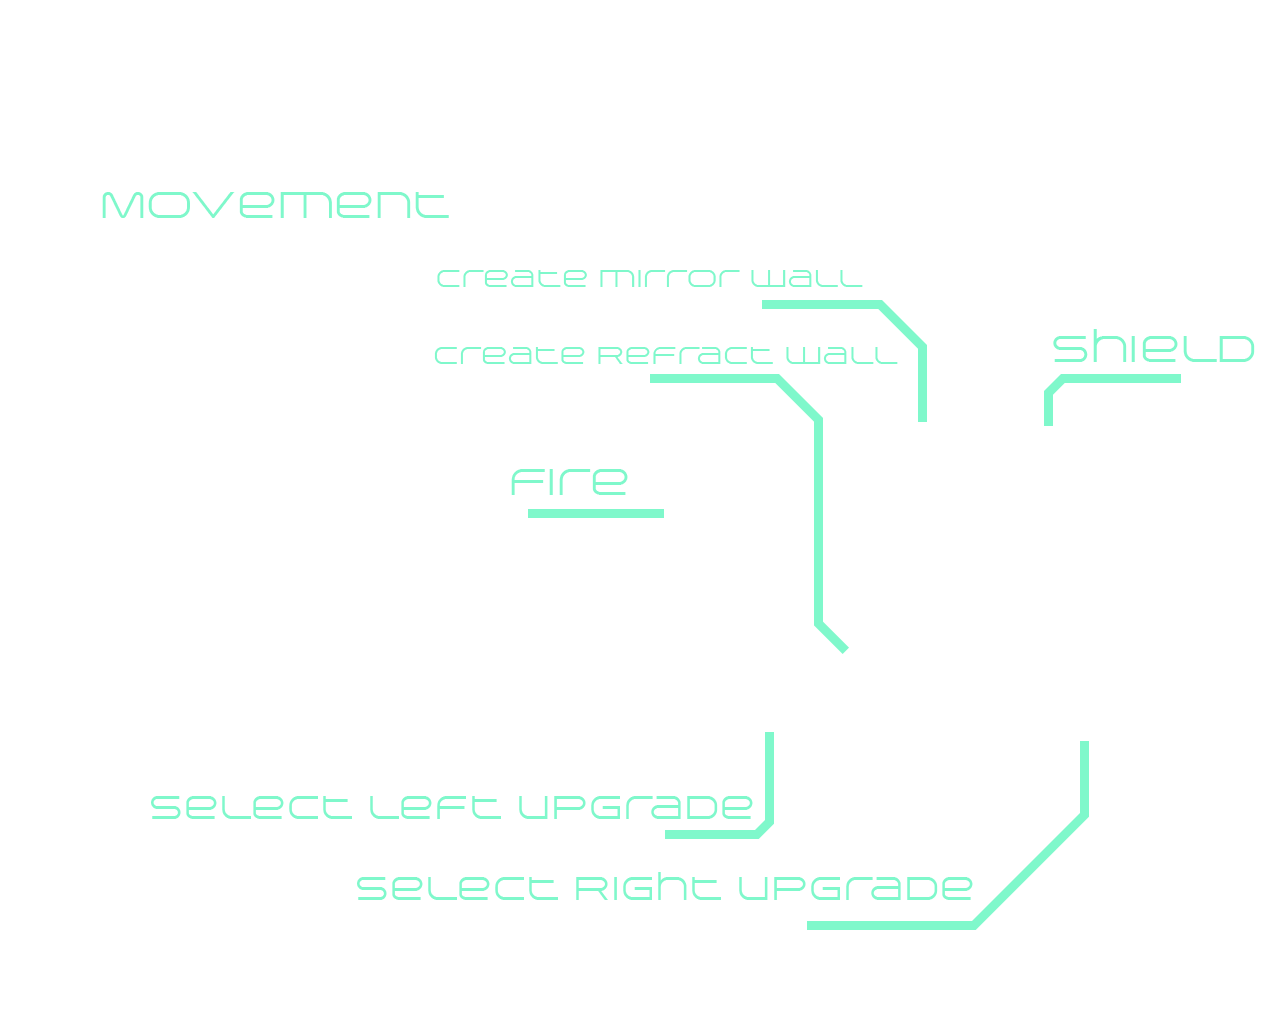 Movement
Create Mirror Wall
Create Refract Wall
Shield
Fire
Select Left Upgrade
Select Right Upgrade